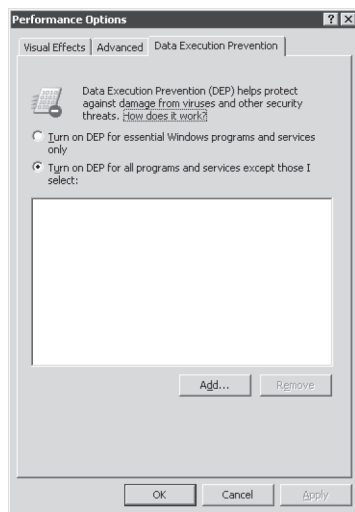 Performance Options
Visual Effects Advanced Data Execution Prevention
Data Execution Prevention (DEP) helps protect
against damage from viruses and other security
threats. How does it work?
Turn on DEP for essential Windows programs and services
only
Turn on DEP for all programs and services except those I
select:
Add... Remove
OK Cancel Apply